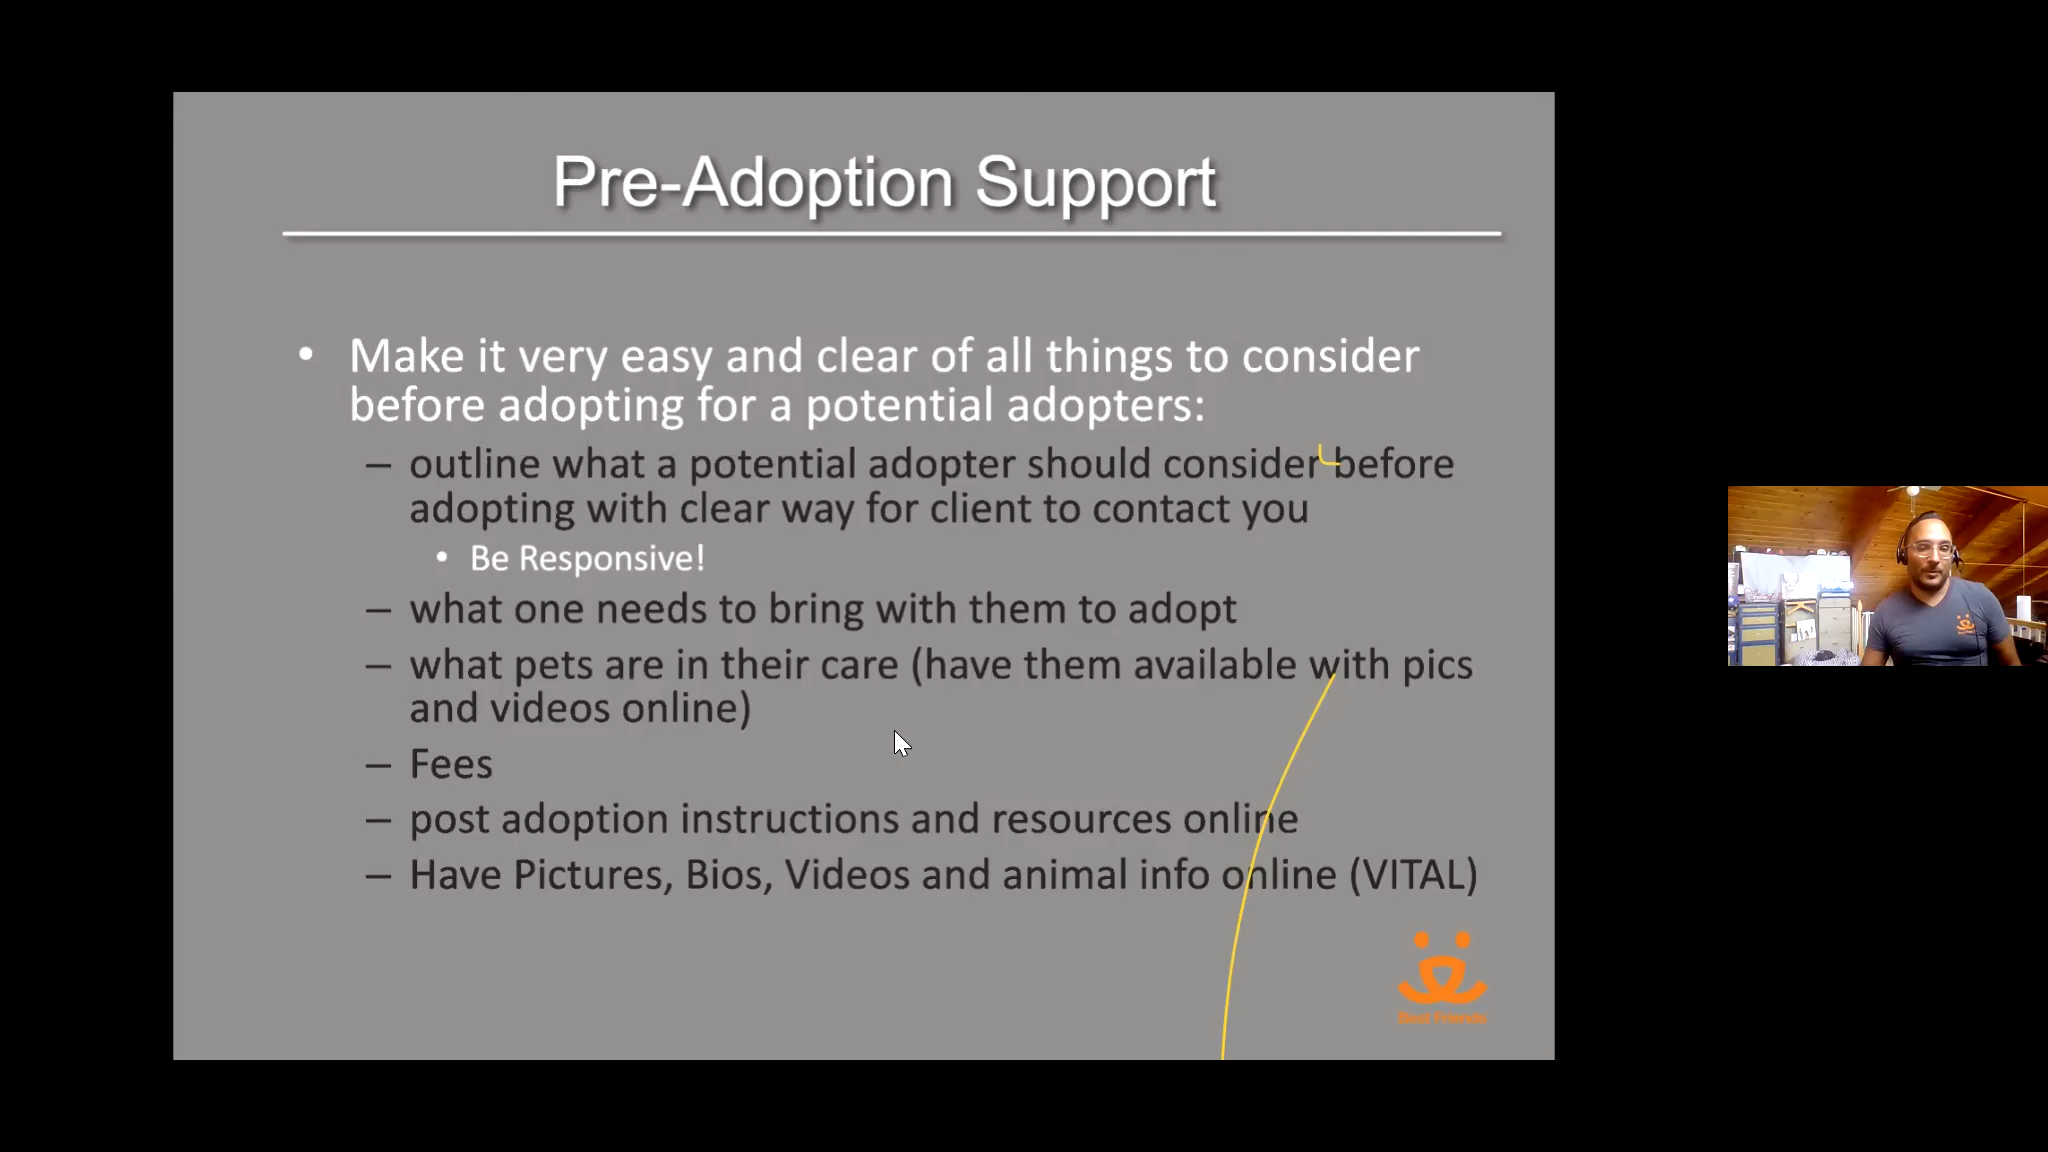 Pre-Adoption Support
• Make it very easy and clear of all things to consider
before adopting for a potential adopters:
– outline what a potential adopter should consider before
adopting with clear way for client to contact you
• Be Responsive!
– what one needs to bring with them to adopt
– what pets are in their care (have them available with pics
and videos online)
– Fees
– post adoption instructions and resources online
– Have Pictures, Bios, Videos and animal info online (VITAL)
Best Friends